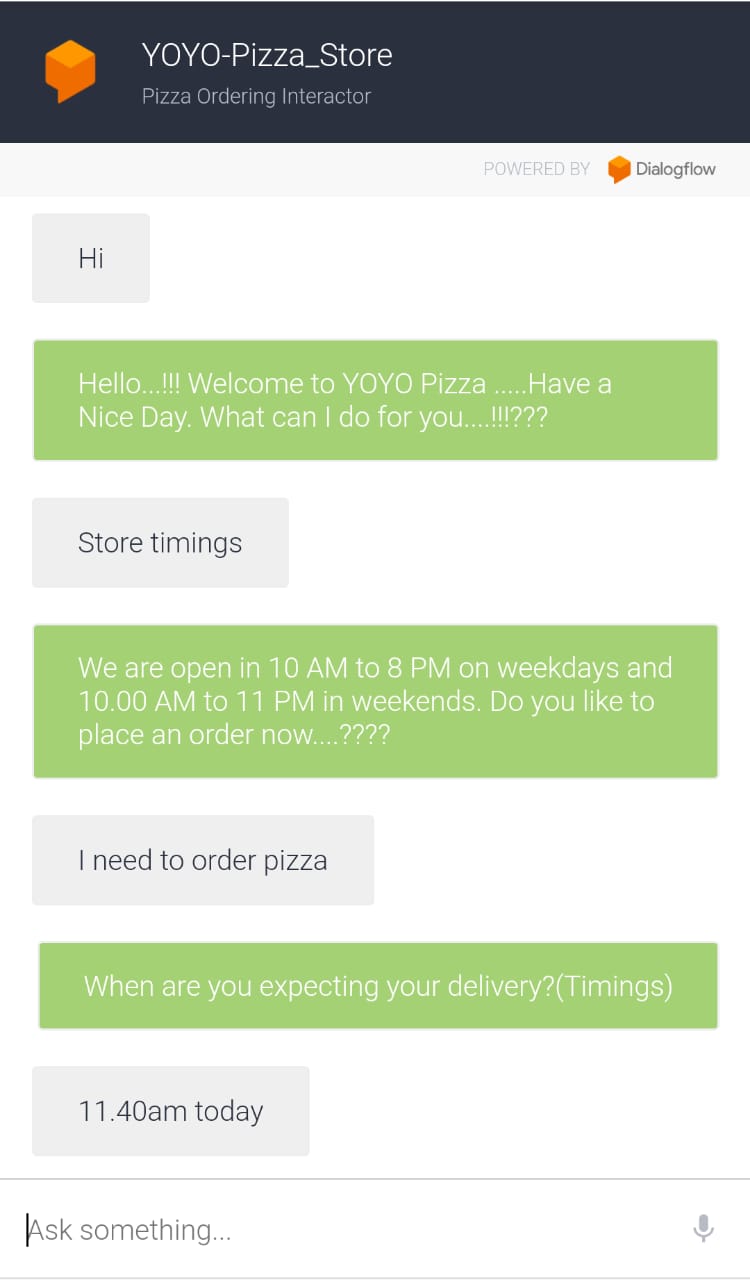 YOYO-Pizza_Store
Pizza Ordering Interactor
POWERED BY Dialogflow
Hi
Hello...!!! Welcome to YOYO Pizza .....Have a
Nice Day. What can I do for you....!!!???
Store timings
We are open in 10 AM to 8 PM on weekdays and
10.00 AM to 11 PM in weekends. Do you like to
place an order now....????
I need to order pizza
When are you expecting your delivery?(Timings)
11.40am today
Ask something...